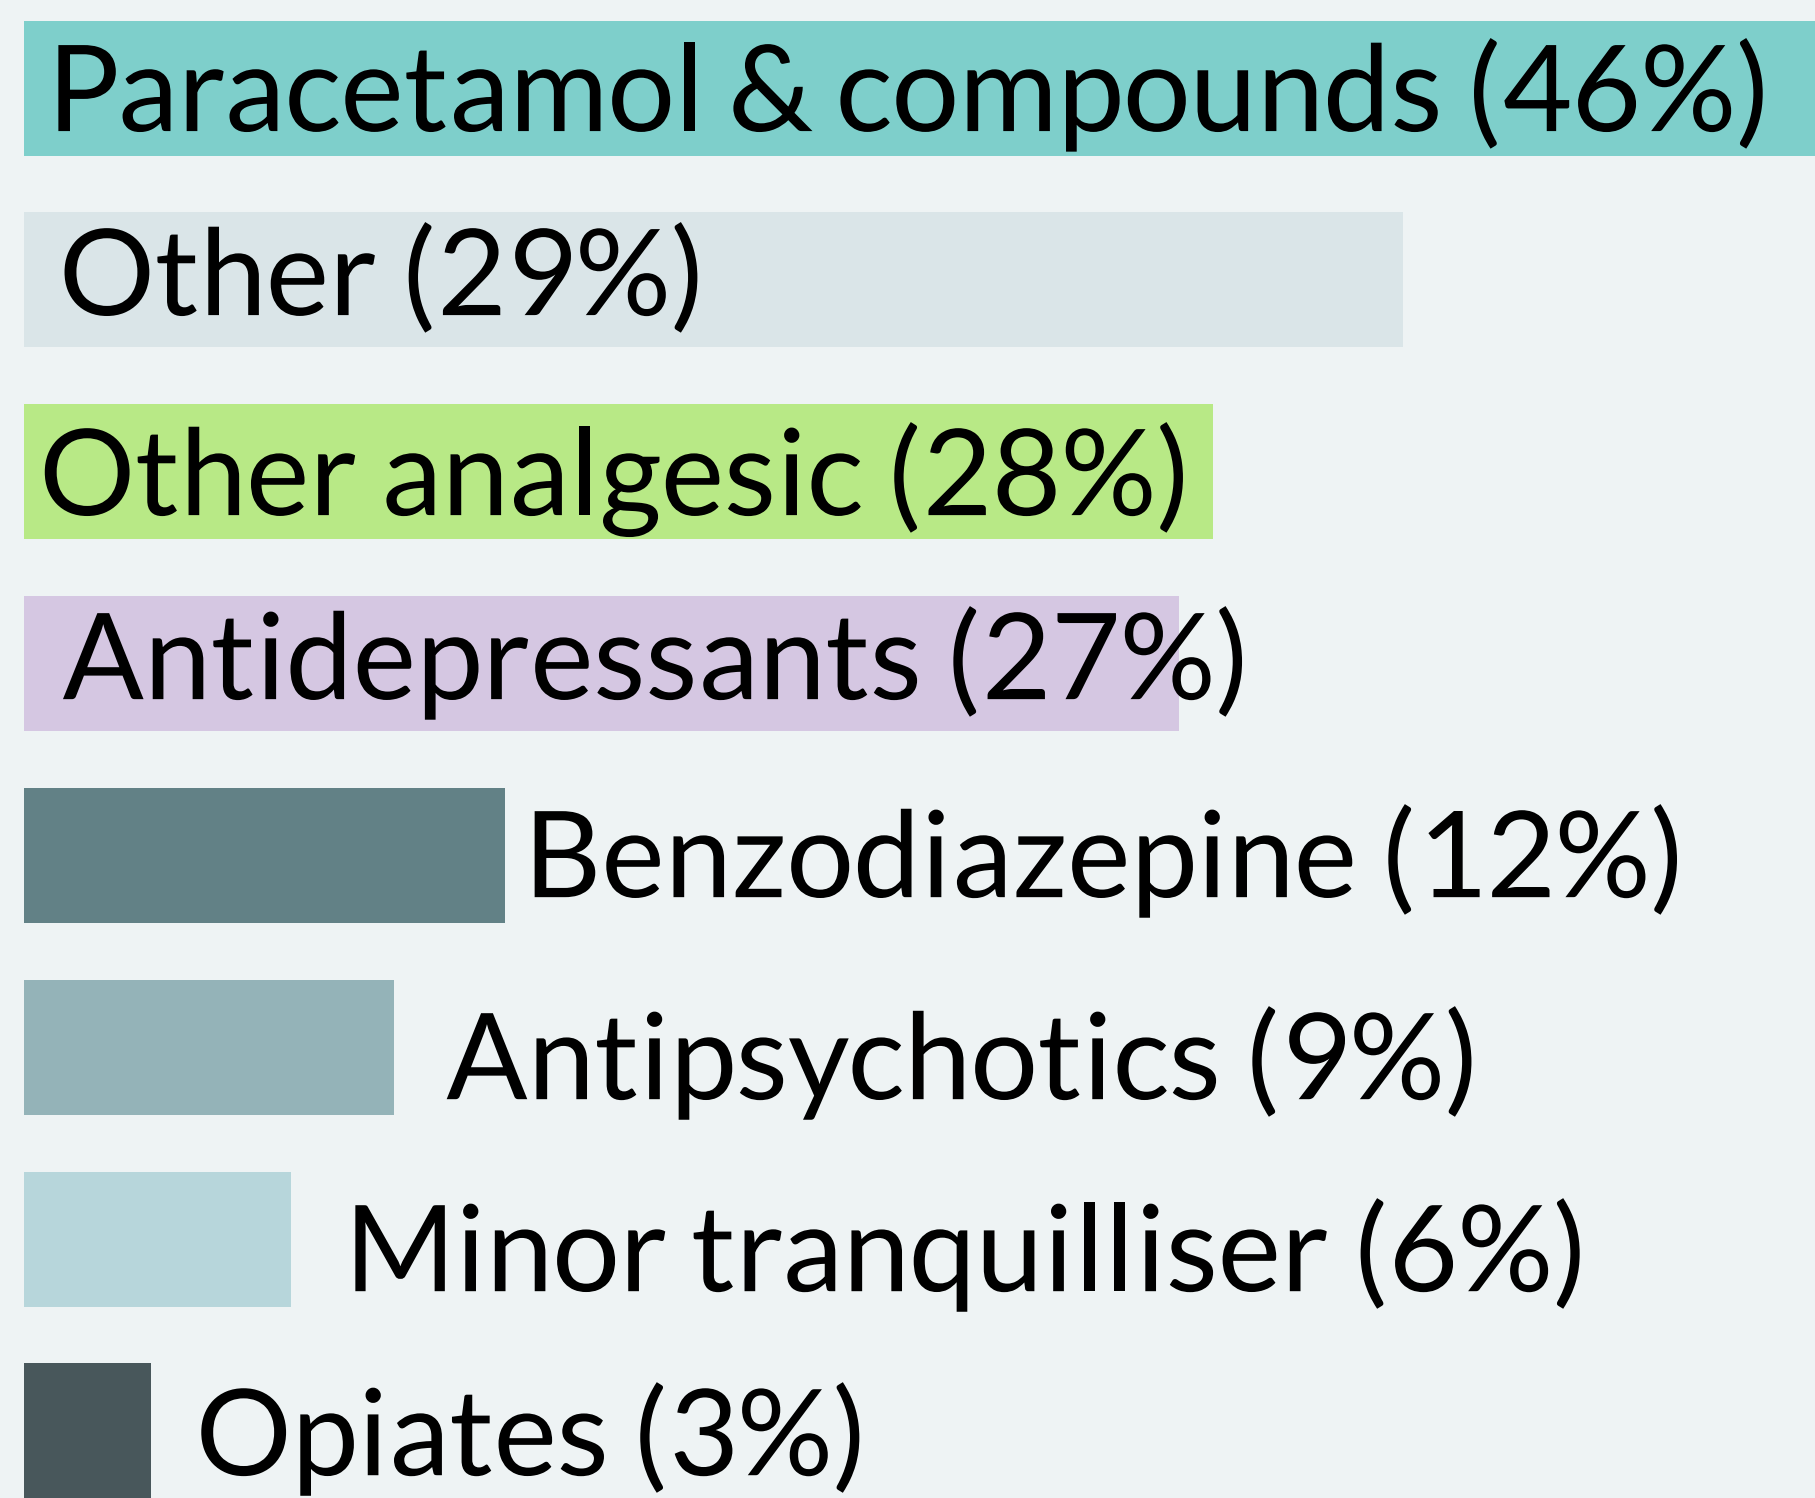 Paracetamol & compounds (46%)
Other (29%)
Other analgesic (28%)
Antidepressants (27%)
Benzodiazepine (12%)
Antipsychotics (9%)
Minor tranquilliser (6%)
Opiates (3%)